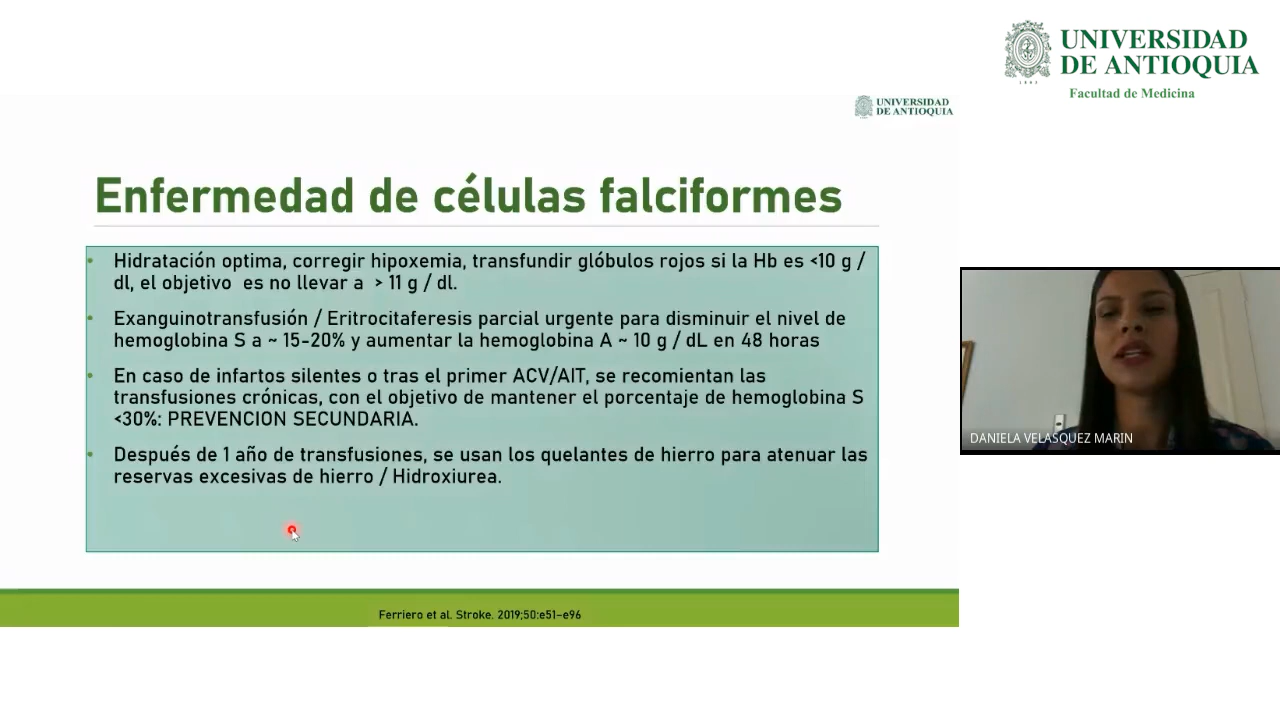 UNIVERSIDAD
DE ANTIOQUIA
Facultad de Medicina
UNIVERSIDAD
DE ANTIOQUIA
Enfermedad de células falciformes
• Hidratación optima, corregir hipoxemia, transfundir glóbulos rojos si la Hb es <10 g /
dl, el objetivo es no llevar a > 11 g / dl.
• Exanguinotransfusión / Eritrocitaferesis parcial urgente para disminuir el nivel de
hemoglobina S a ~ 15-20% y aumentar la hemoglobina A ~ 10 g / dL en 48 horas
• En caso de infartos silentes o tras el primer ACV/AIT, se recomientan las
transfusiones crónicas, con el objetivo de mantener el porcentaje de hemoglobina S
<30%: PREVENCION SECUNDARIA.
• Después de 1 año de transfusiones, se usan los quelantes de hierro para atenuar las
reservas excesivas de hierro / Hidroxiurea.
DANIELA VELASQUEZ MARIN
Ferriero et al. Stroke. 2019;50:e51–e96